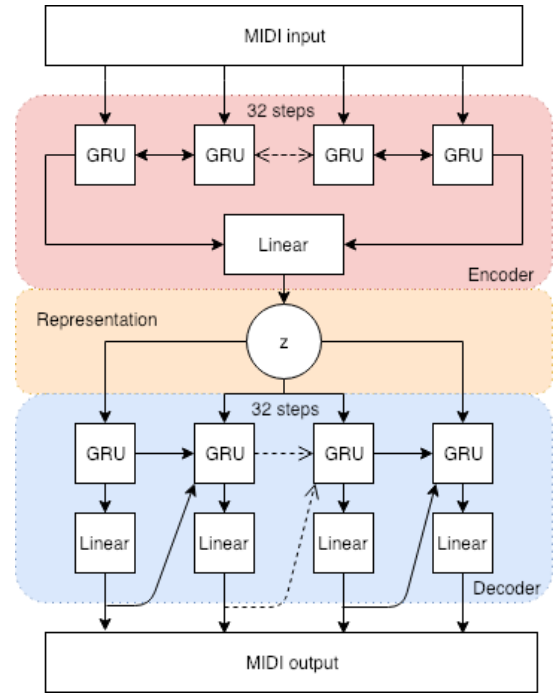 MIDI input
32 steps
GRU GRU GRU GRU
Linear
Encoder
Representation
z
32 steps
GRU GRU GRU GRU
Linear Linear Linear Linear
Decoder
MIDI output